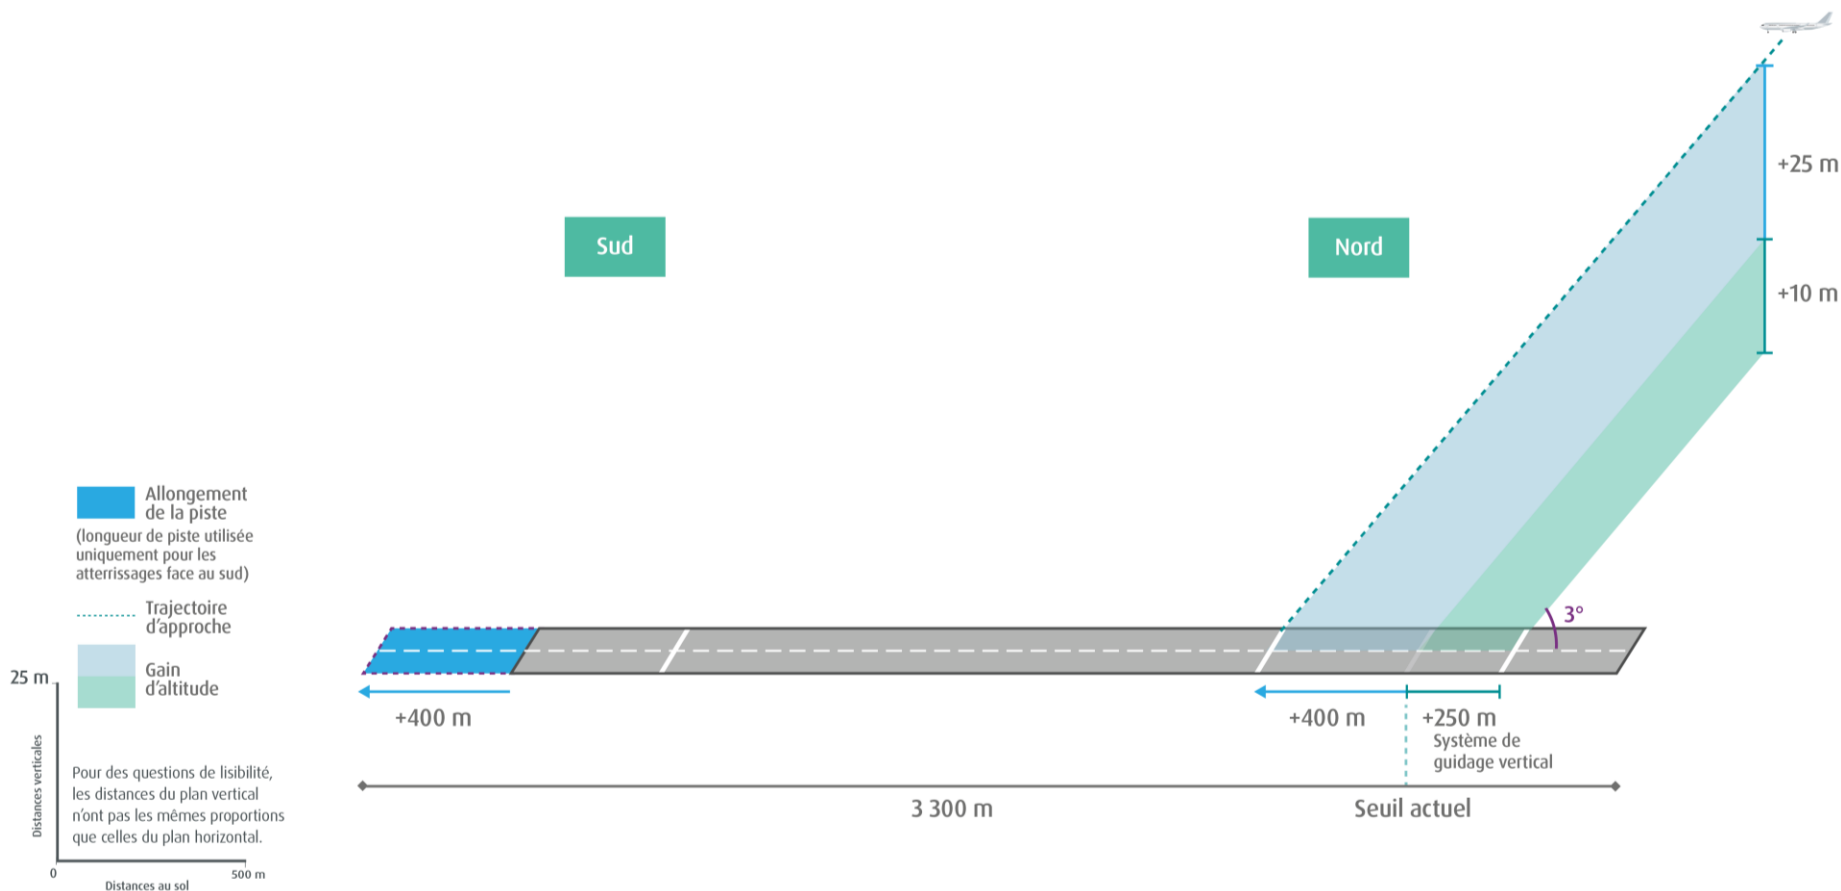 +25 m
Sud
Nord
+10 m
Allongement
de la piste
(longueur de piste utilisée
uniquement pour les
atterrissages face au sud)
Trajectoire
d'approche
Gain
d'altitude
3°
25 m
Distances verticales
0
500 m
Distances au sol
Pour des questions de lisibilité,
les distances du plan vertical
n'ont pas les mêmes proportions
que celles du plan horizontal.
+400 m
+400 m
+250 m
Système de
guidage vertical
3 300 m
Seuil actuel